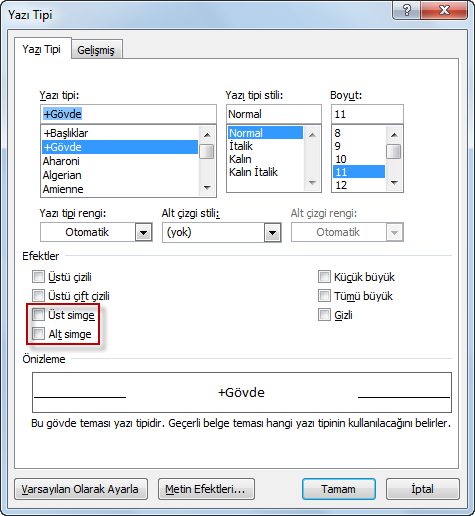 Yazı Tipi
Yazı Tipi Gelişmiş
Yazı tipi: Yazı tipi stili: Boyut:
+Gövde Normal 11
+Başlıklar Normal 8
+Gövde İtalik 9
Aharoni Kalın 10
Algerian Kalın İtalik 11
Amienne 12
Yazı tipi rengi: Alt çizgi stili: Alt çizgi rengi:
Otomatik (yok) Otomatik
Efektler
Üstü çizili Küçük büyük
Üstü çift çizili Tümü büyük
Üst simge Gizli
Alt simge
Önizleme
+Gövde
Bu gövde teması yazı tipidir. Geçerli belge teması hangi yazı tipinin kullanılacağını belirler.
Varsayılan Olarak Ayarla Metin Efektleri... Tamam İptal